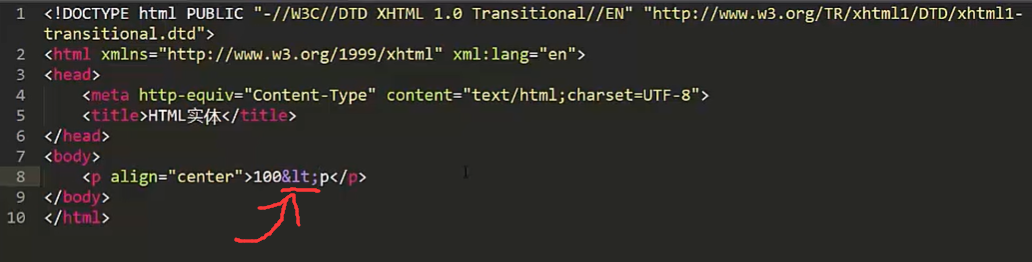 1 <!DOCTYPE html PUBLIC "-//W3C//DTD XHTML 1.0 Transitional//EN" "http://www.w3.org/TR/xhtml1/DTD/xhtml1-
transitional.dtd">
2 <html xmlns="http://www.w3.org/1999/xhtml" xml:lang="en">
3 <head>
4 <meta http-equiv="Content-Type" content="text/html;charset=UTF-8">
5 <title>HTML实体</title>
6 </head>
7 <body>
8 <p align="center">100&lt;p</p>
9 </body>
10 </html>